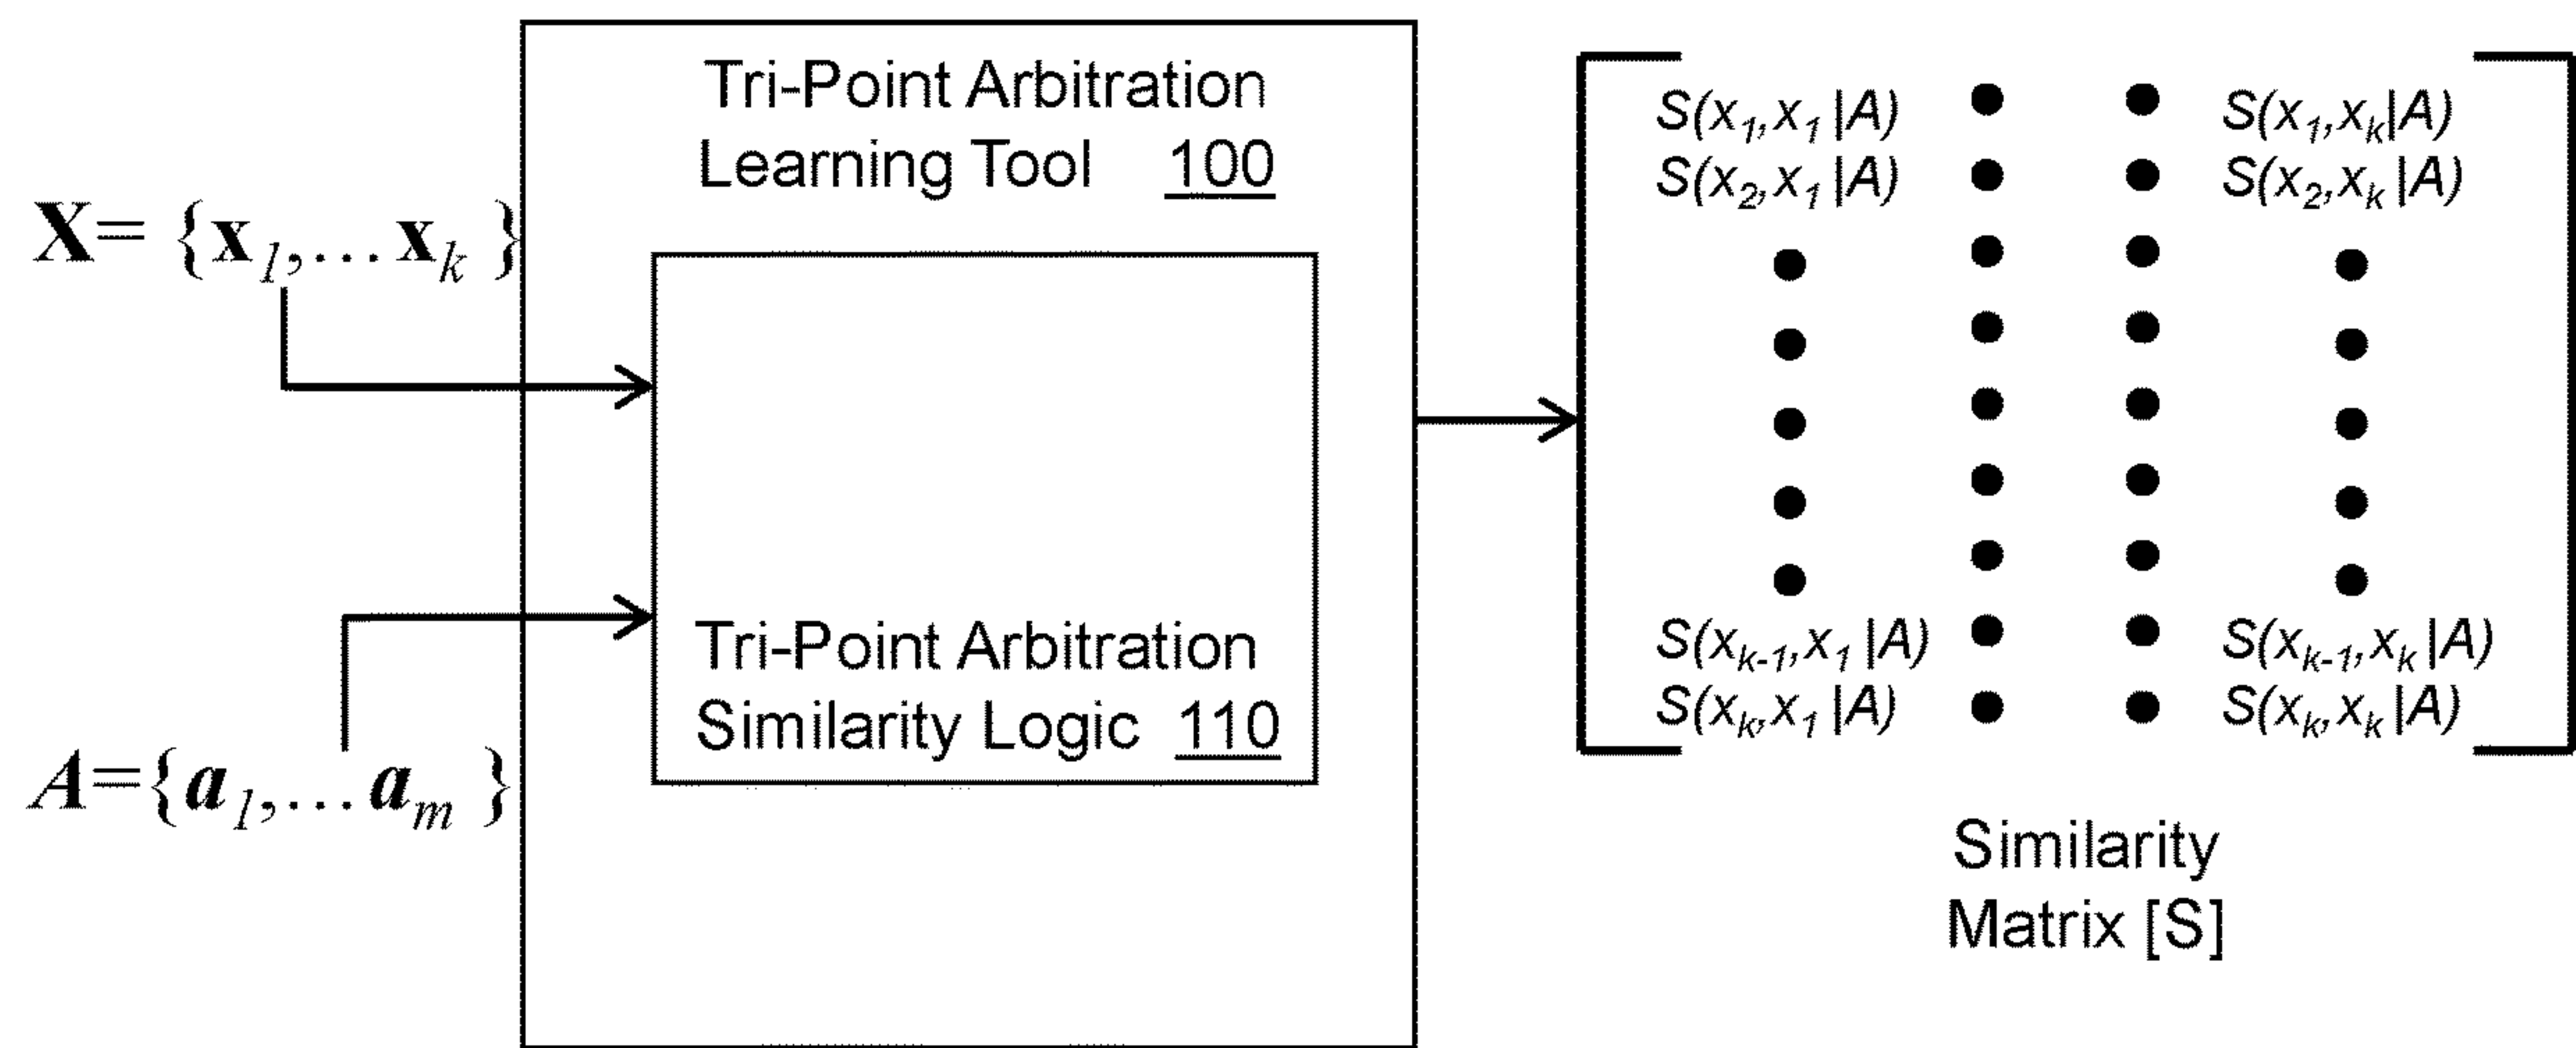 Tri-Point Arbitration
Learning Tool 100
X= {x1,... xk }
A={a1,... am }
Tri-Point Arbitration
Similarity Logic 110
S(x1,x1|A) ● ● S(x1,xk|A)
S(x2,x1|A) ● ● S(x2,xk|A)
S(xk-1,x1|A) ● ● S(xk-1,xk|A)
S(xk,x1|A) ● ● S(xk,xk|A)
Similarity
Matrix [S]